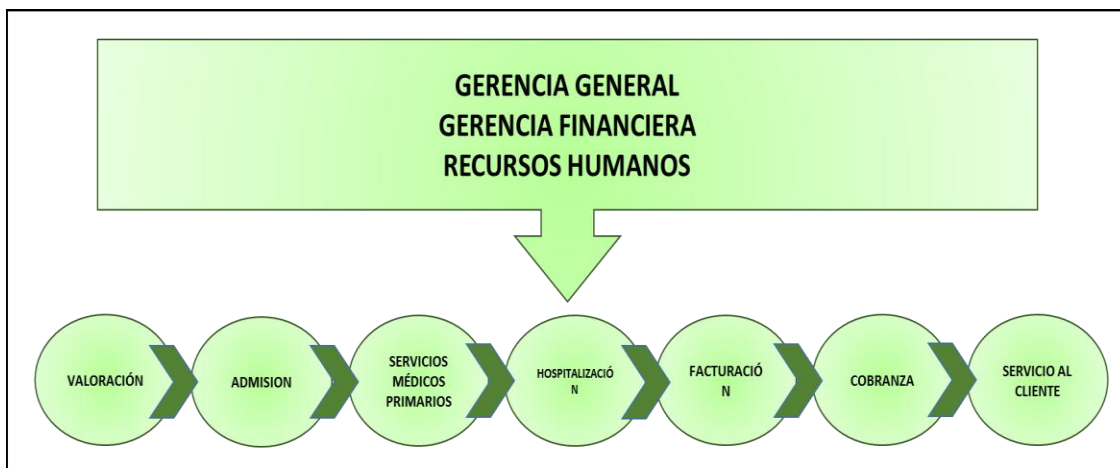 GERENCIA GENERAL
GERENCIA FINANCIERA
RECURSOS HUMANOS
VALORACIÓN
ADMISION
SERVICIOS
MÉDICOS
PRIMARIOS
HOSPITALIZACIÓ
N
FACTURACIÓ
N
COBRANZA
SERVICIO AL
CLIENTE